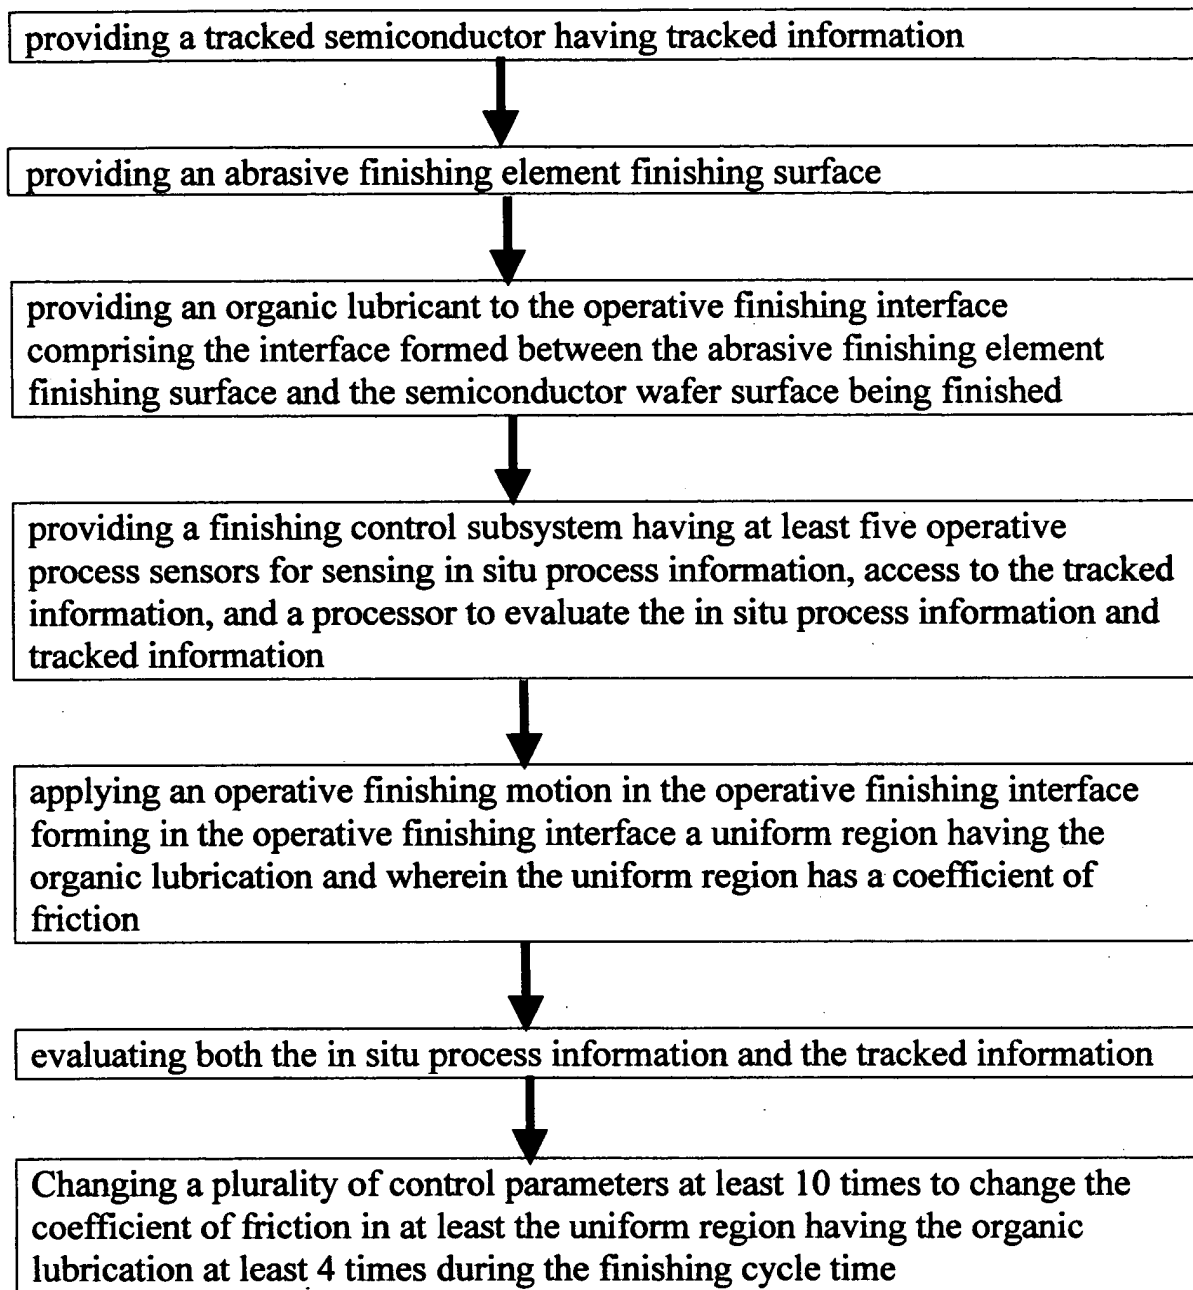 providing a tracked semiconductor having tracked information
providing an abrasive finishing element finishing surface
providing an organic lubricant to the operative finishing interface
comprising the interface formed between the abrasive finishing element
finishing surface and the semiconductor wafer surface being finished
providing a finishing control subsystem having at least five operative
process sensors for sensing in situ process information, access to the tracked
information, and a processor to evaluate the in situ process information and
tracked information
applying an operative finishing motion in the operative finishing interface
forming in the operative finishing interface a uniform region having the
organic lubrication and wherein the uniform region has a coefficient of
friction
evaluating both the in situ process information and the tracked information
Changing a plurality of control parameters at least 10 times to change the
coefficient of friction in at least the uniform region having the organic
lubrication at least 4 times during the finishing cycle time